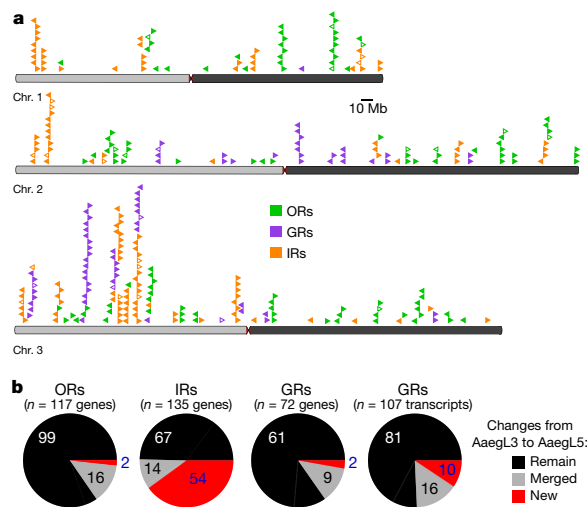 a
Chr. 1
10 Mb
Chr. 2
ORs
GRs
IRs
Chr. 3
b
ORs
(n = 117 genes)
IRs
(n = 135 genes)
GRs
(n = 72 genes)
GRs
(n = 107 transcripts)
99
2
16
67
14
54
61
2
9
81
10
16
Changes from
AaegL3 to AaegL5:
Remain
Merged
New